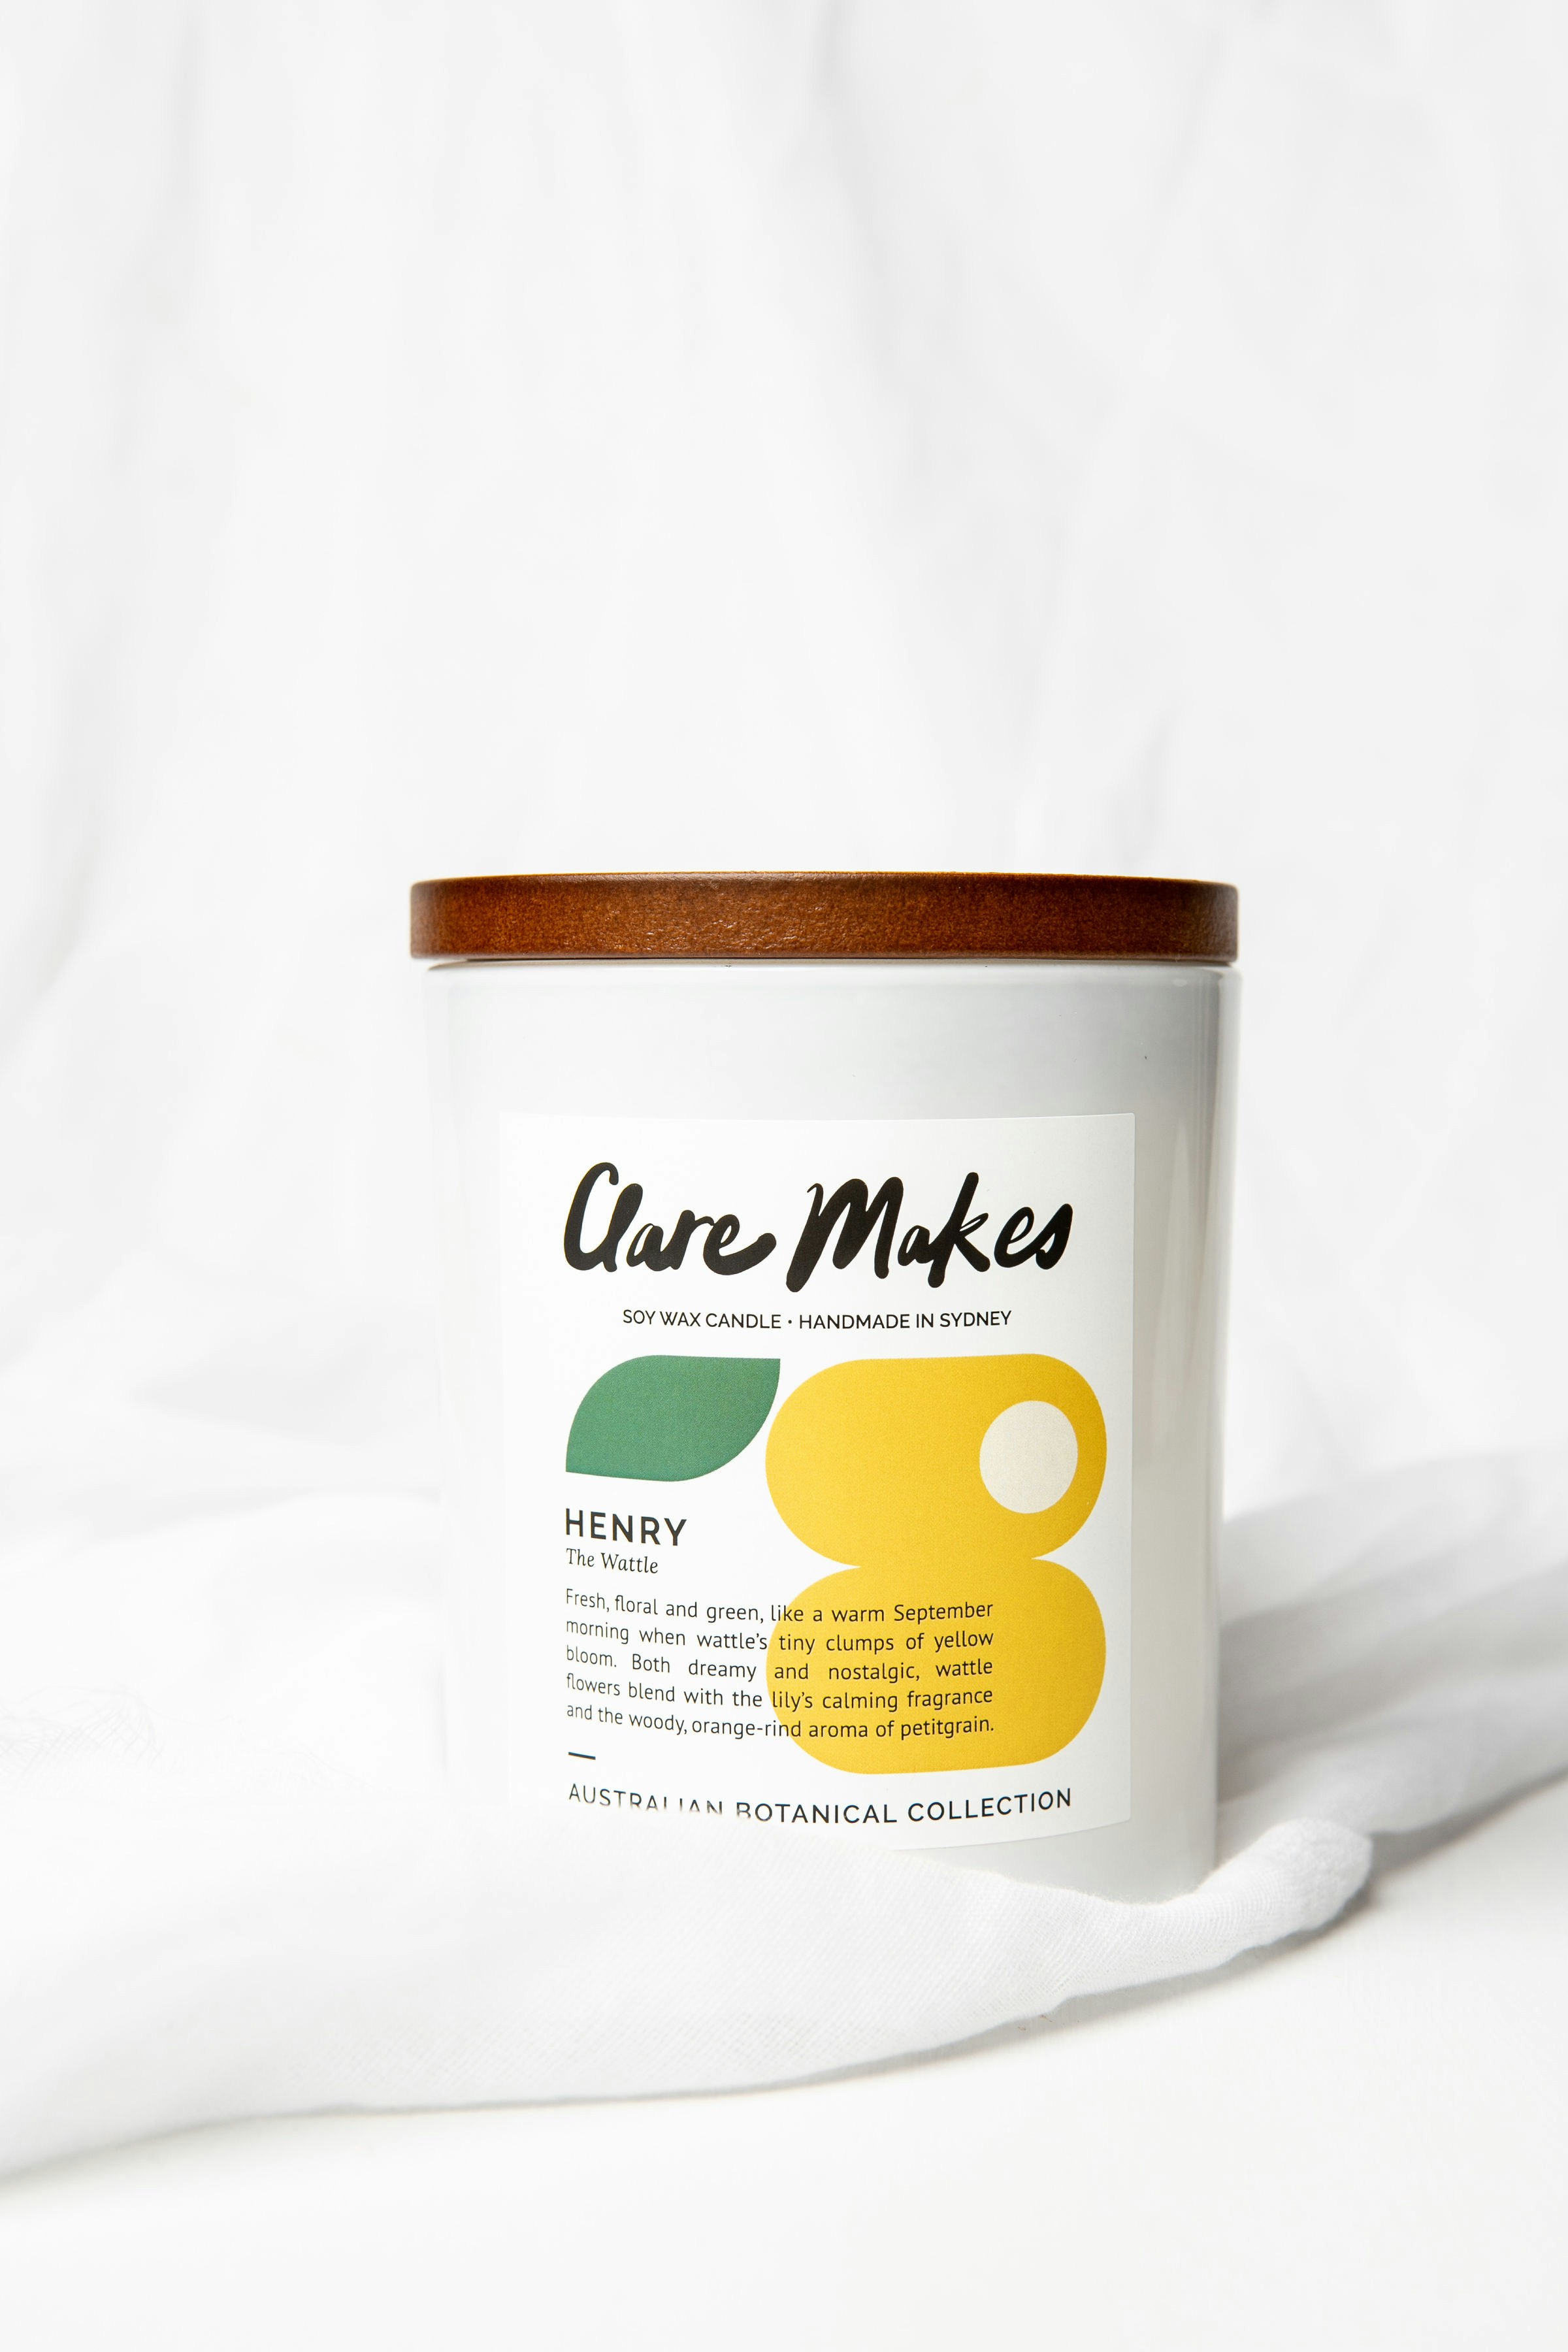 Clare Makes
SOY WAX CANDLE • HANDMADE IN SYDNEY
HENRY
The Wattle
Fresh, floral and green, like a warm September
morning when wattle's tiny clumps of yellow
bloom. Both dreamy and nostalgic, wattle
flowers blend with the lily's calming fragrance
and the woody, orange-rind aroma of petitgrain.
—
AUSTRALIAN BOTANICAL COLLECTION